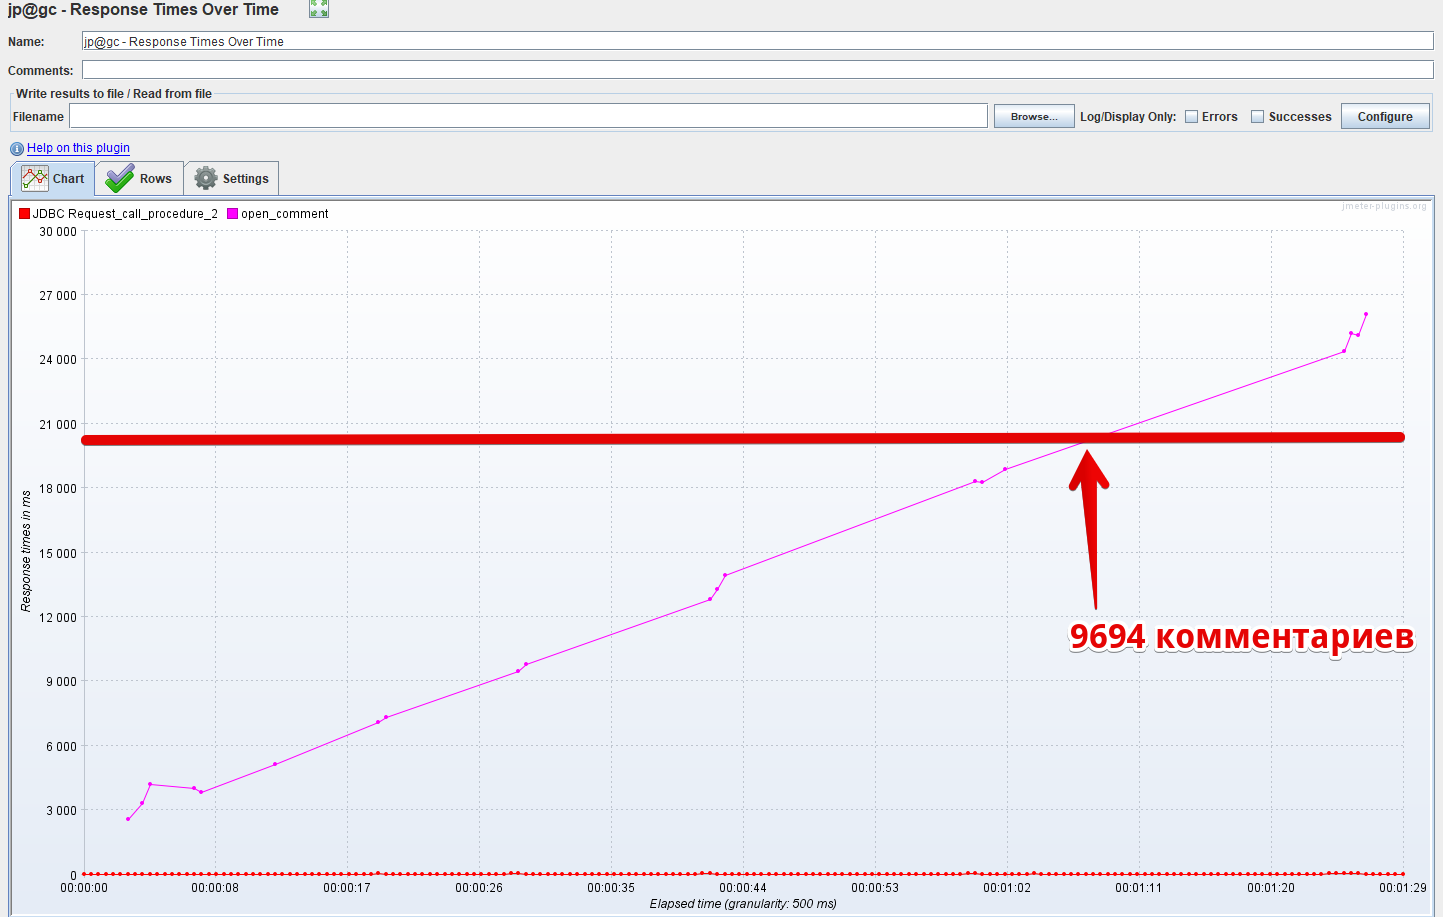 jp@gc - Response Times Over Time
Name: jp@gc - Response Times Over Time
Comments:
Write results to file / Read from file
Filename Browse... Log/Display Only: Errors Successes Configure
Help on this plugin
Chart Rows Settings
JDBC Request_call_procedure_2 open_comment
jmeter-plugins.org
30 000
27 000
24 000
21 000
18 000
15 000
12 000
9 000
6 000
3 000
0
Response times in ms
9694 комментариев
00:00:00 00:00:08 00:00:17 00:00:26 00:00:35 00:00:44 00:00:53 00:01:02 00:01:11 00:01:20 00:01:29
Elapsed time (granularity: 500 ms)